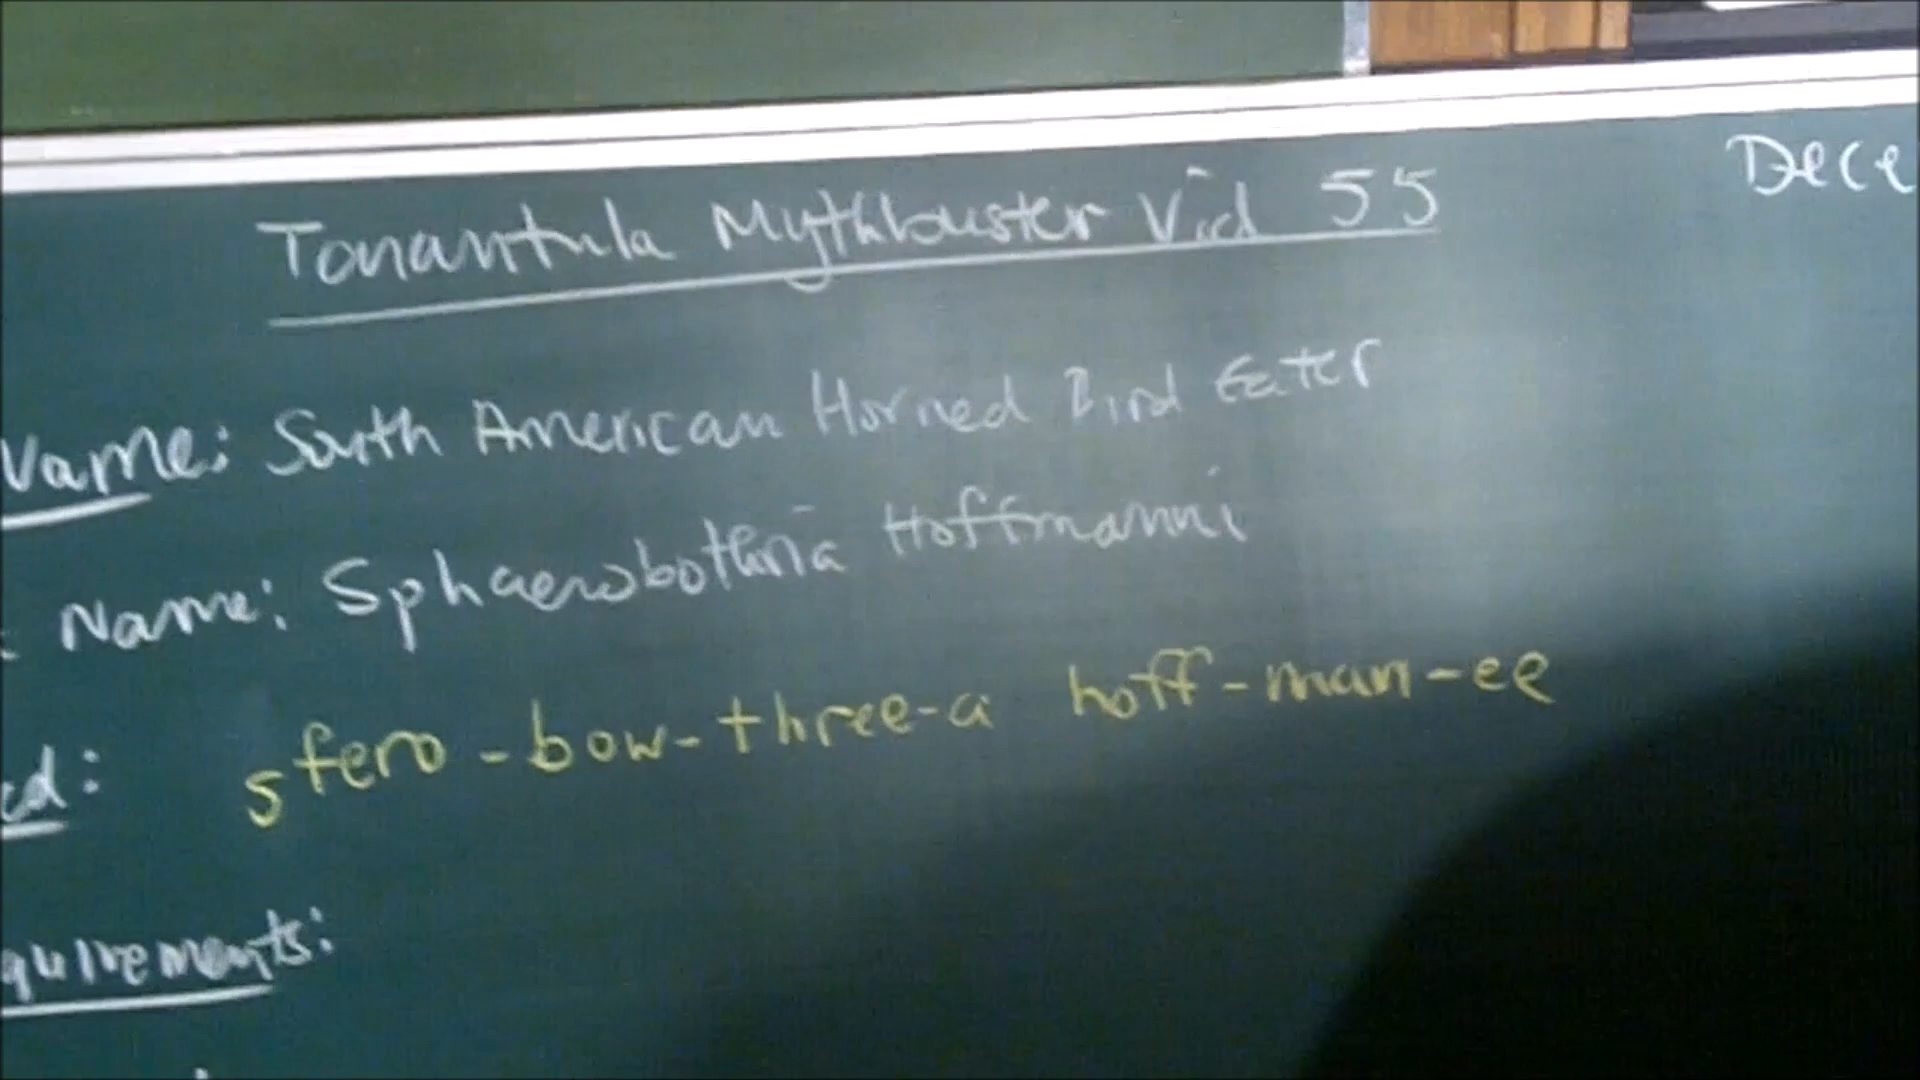 Tarantula Mythbuster Vid 55
Dece
Name: South American Horned Bird Eater
Name: Sphaerobothria Hoffmanni
ed: sfero-bow-three-a hoff-man-ee
quirements: